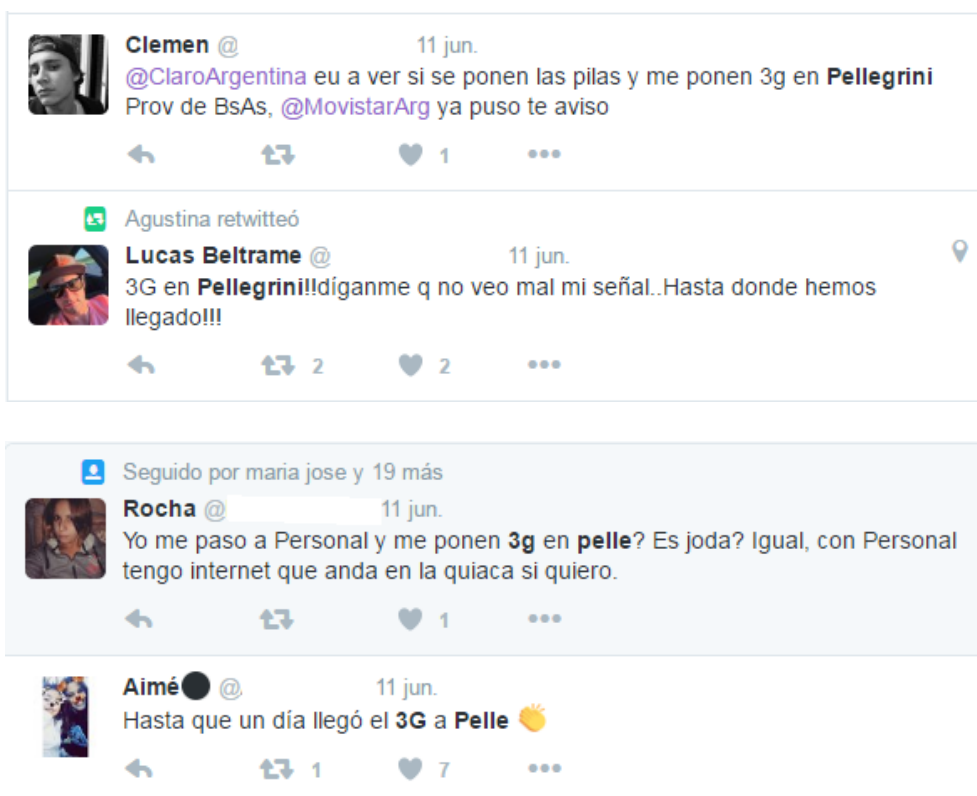 Clemen @ 11 jun.
@ClaroArgentina eu a ver si se ponen las pilas y me ponen 3g en Pellegrini
Prov de BsAs, @MovistarArg ya puso te aviso
1
Agustina retwitteó
Lucas Beltrame @ 11 jun.
3G en Pellegrini!!díganme q no veo mal mi señal..Hasta donde hemos
llegado!!!
2 2
Seguido por maria jose y 19 más
Rocha @ 11 jun.
Yo me paso a Personal y me ponen 3g en pelle? Es joda? Igual, con Personal
tengo internet que anda en la quiaca si quiero.
1
Aimé @ 11 jun.
Hasta que un día llegó el 3G a Pelle 👏
1 7